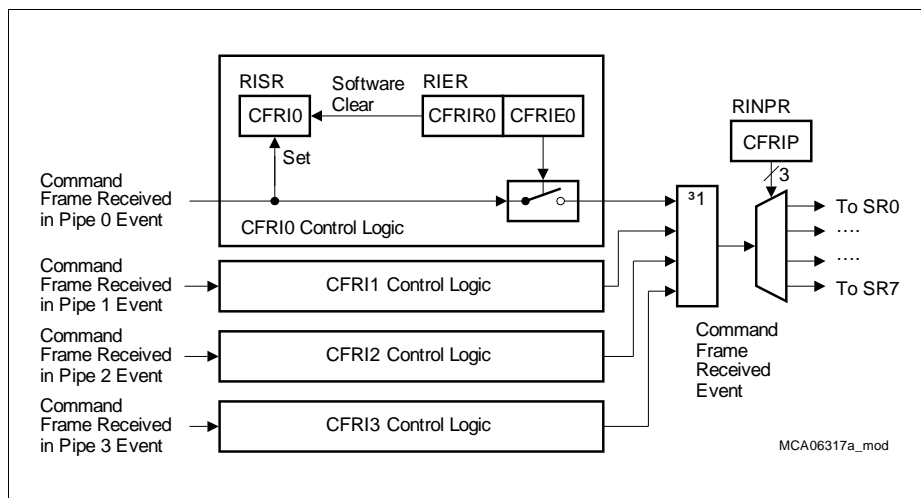 RISR
Software
Clear
RIER
CFRI0
CFRIR0
CFRIE0
RINPR
CFRIP
3
Set
Command
Frame Received
in Pipe 0 Event
CFRI0 Control Logic
³1
To SR0
....
....
To SR7
Command
Frame Received
in Pipe 1 Event
CFRI1 Control Logic
Command
Frame Received
in Pipe 2 Event
CFRI2 Control Logic
Command
Frame
Received
Event
Command
Frame Received
in Pipe 3 Event
CFRI3 Control Logic
MCA06317a_mod